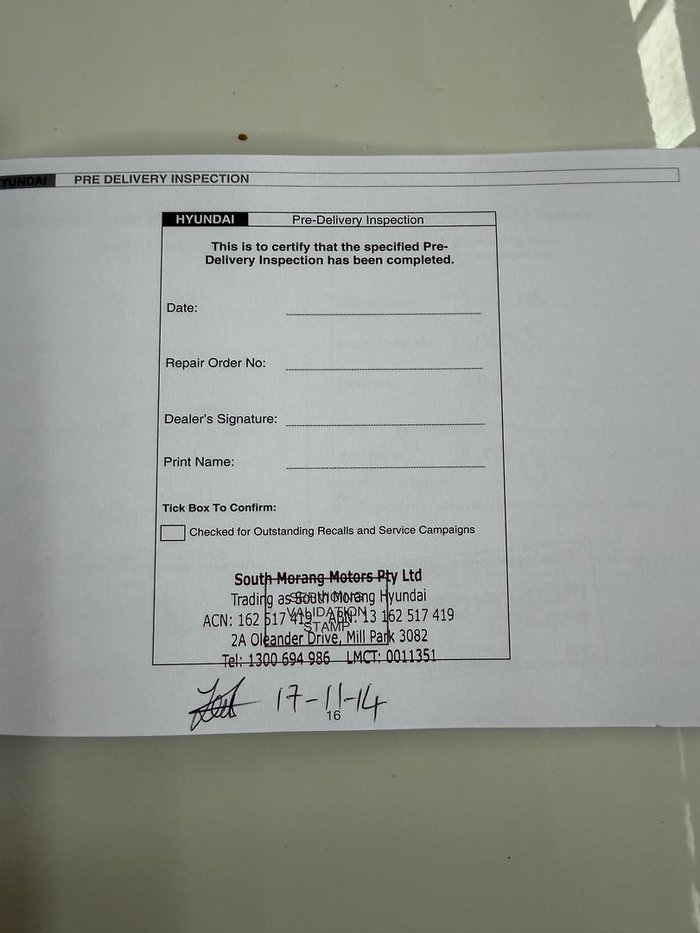 HYUNDAI PRE DELIVERY INSPECTION
HYUNDAI Pre-Delivery Inspection
This is to certify that the specified Pre-
Delivery Inspection has been completed.
Date:
Repair Order No:
Dealer's Signature:
Print Name:
Tick Box To Confirm:
Checked for Outstanding Recalls and Service Campaigns
South Morang Motors Pty Ltd
Trading as South Morang Hyundai
ACN: 162 517 419 ABN: 13 162 517 419
2A Oleander Drive, Mill Park 3082
Tel: 1300 694 986 LMCT: 0011351
VALIDATION
STAMP
17-11-14
16